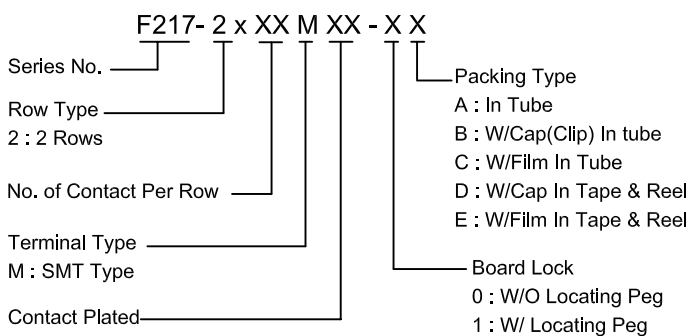 F217- 2 x XX M XX - X X
Series No.
Row Type
2 : 2 Rows
No. of Contact Per Row
Terminal Type
M : SMT Type
Contact Plated
Packing Type
A : In Tube
B : W/Cap(Clip) In tube
C : W/Film In Tube
D : W/Cap In Tape & Reel
E : W/Film In Tape & Reel
Board Lock
0 : W/O Locating Peg
1 : W/ Locating Peg